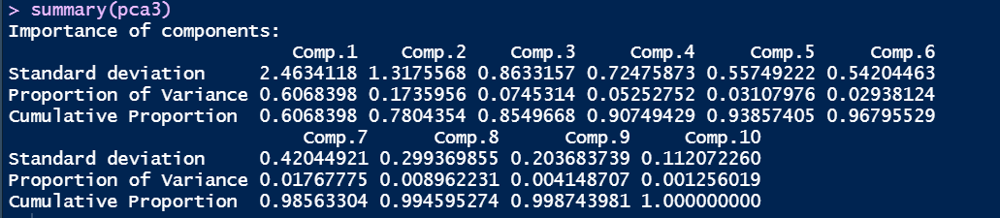 > summary(pca3)
Importance of components:
Comp.1 Comp.2 Comp.3 Comp.4 Comp.5 Comp.6
Standard deviation 2.4634118 1.3175568 0.8633157 0.72475873 0.55749222 0.54204463
Proportion of Variance 0.6068398 0.1735956 0.0745314 0.05252752 0.03107976 0.02938124
Cumulative Proportion 0.6068398 0.7804354 0.8549668 0.90749429 0.93857405 0.96795529
Comp.7 Comp.8 Comp.9 Comp.10
Standard deviation 0.42044921 0.299369855 0.203683739 0.112072260
Proportion of Variance 0.01767775 0.008962231 0.004148707 0.001256019
Cumulative Proportion 0.98563304 0.994595274 0.998743981 1.000000000